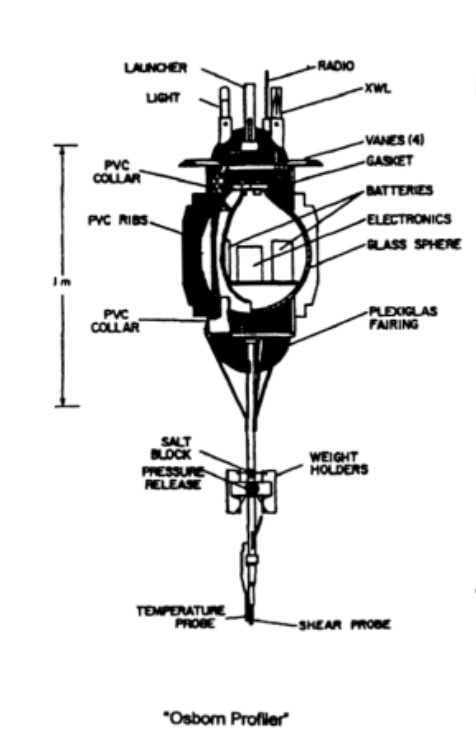 LAUNCHER
RADIO
LIGHT
XWL
VANES (4)
PVC
COLLAR
GASKET
BATTERIES
PVC RIBS
ELECTRONICS
GLASS SPHERE
1m
PVC
COLLAR
PLEXIGLAS
FAIRING
SALT
BLOCK
WEIGHT
HOLDERS
PRESSURE
RELEASE
TEMPERATURE
PROBE
SHEAR PROBE
"Osborn Profiler"